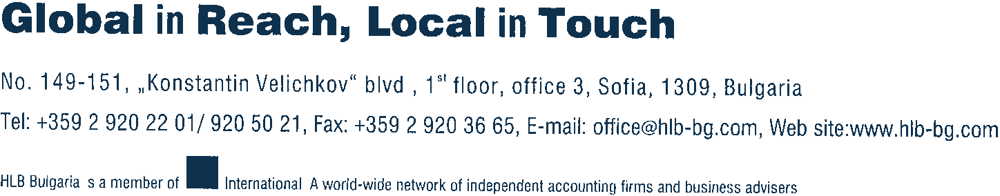 Global in Reach, Local in Touch
No. 149-151, „Konstantin Velichkov“ blvd , 1st floor, office 3, Sofia, 1309, Bulgaria
Tel: +359 2 920 22 01/ 920 50 21, Fax: +359 2 920 36 65, E-mail: office@hlb-bg.com, Web site:www.hlb-bg.com
HLB Bulgaria s a member of International A world-wide network of independent accounting firms and business advisers